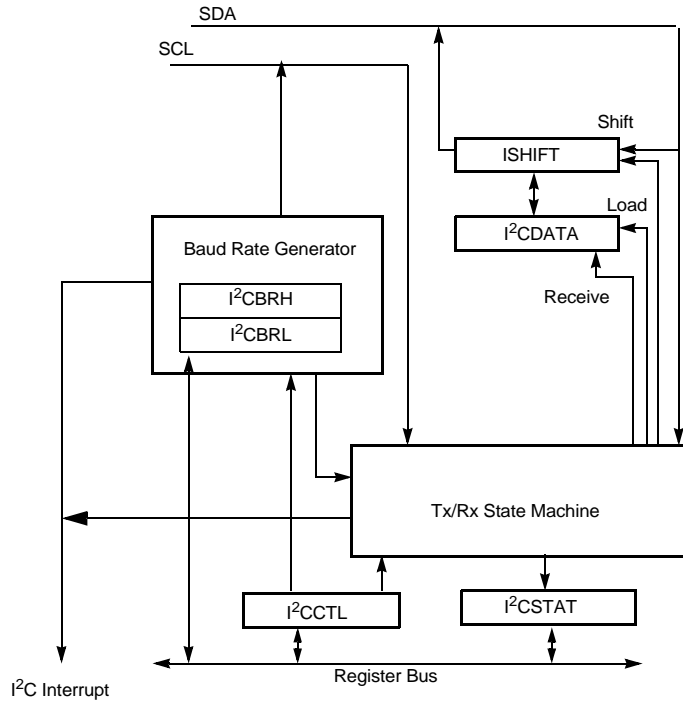 SDA
SCL
Shift
ISHIFT
Load
I²CDATA
Baud Rate Generator
I²CBRH
Receive
I²CBRL
Tx/Rx State Machine
I²CCTL
I²CSTAT
Register Bus
I²C Interrupt